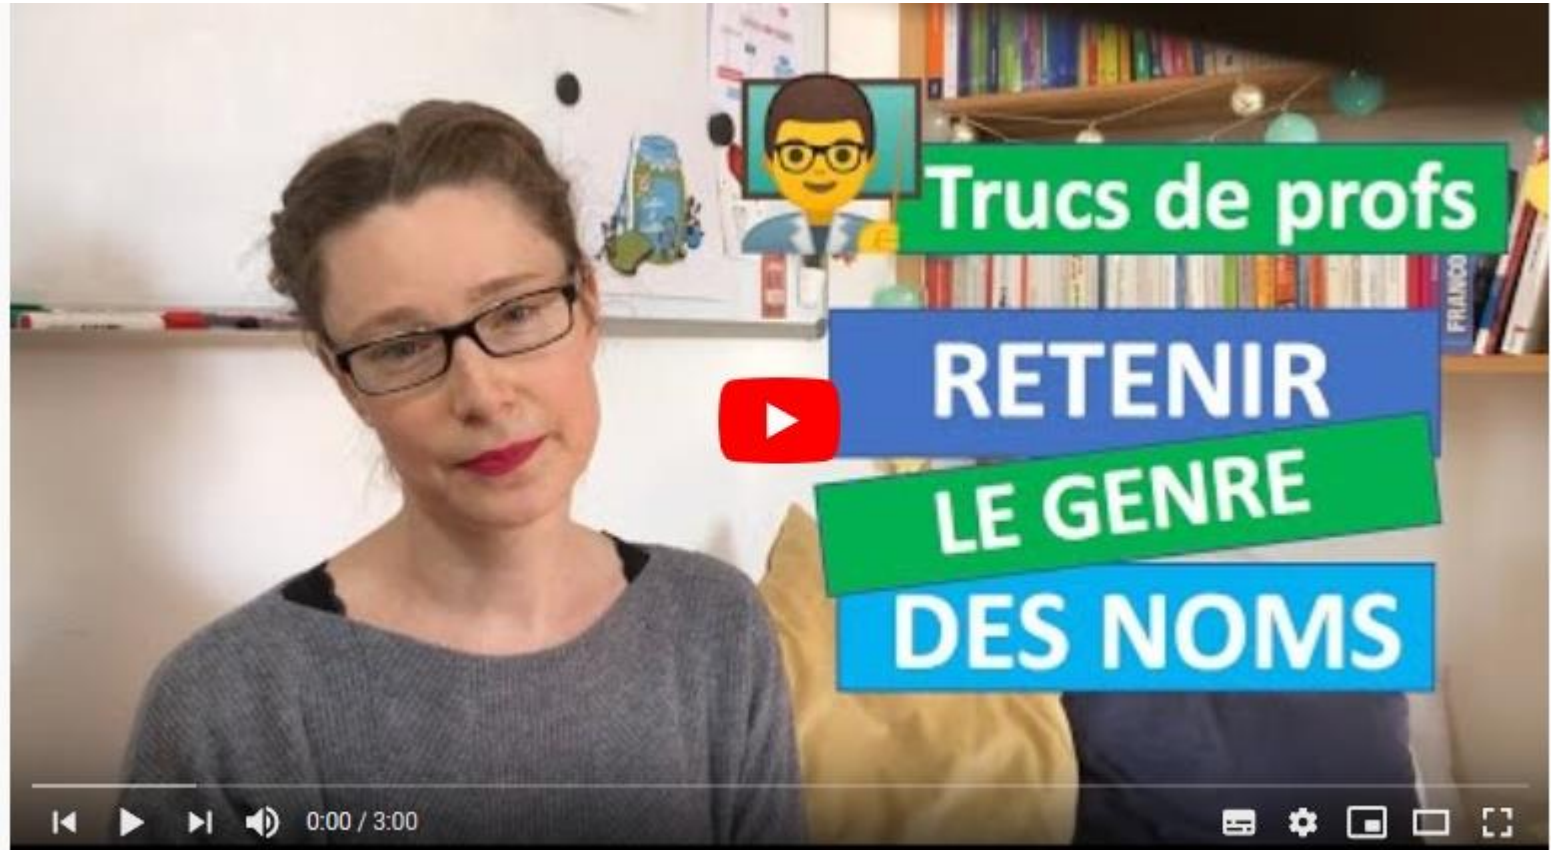 Trucs de profs
FRANCO
RETENIR
LE GENRE
DES NOMS
0:00 / 3:00